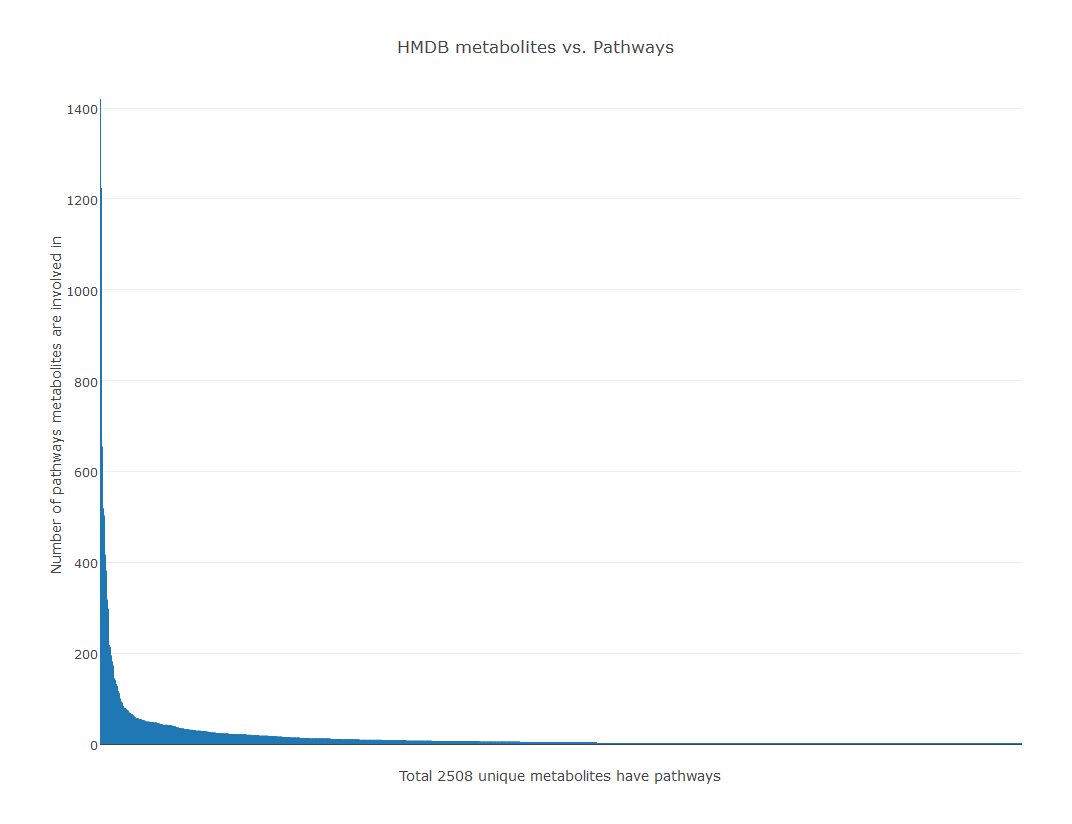 HMDB metabolites vs. Pathways
1400
1200
1000
800
600
400
200
0
Number of pathways metabolites are involved in
Total 2508 unique metabolites have pathways